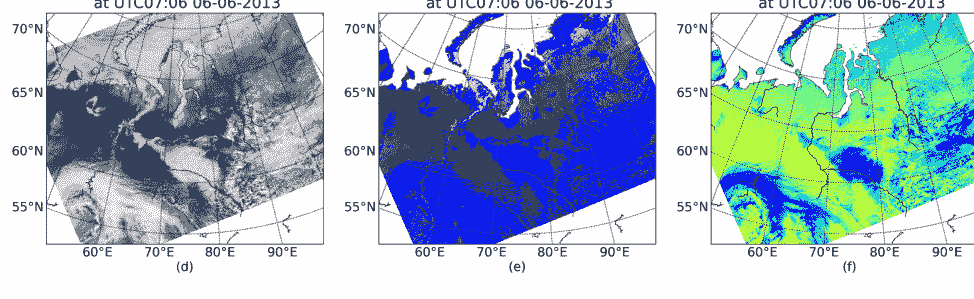 at UTC07:06 06-06-2013 at UTC07:06 06-06-2013 at UTC07:06 06-06-2013
70°N 70°N 70°N
65°N 65°N 65°N
60°N 60°N 60°N
55°N 55°N 55°N
60°E 70°E 80°E 90°E 60°E 70°E 80°E 90°E 60°E 70°E 80°E 90°E
(d) (e) (f)